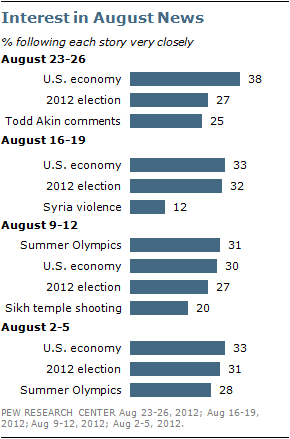 Interest in August News
% following each story very closely
August 23-26
U.S. economy 38
2012 election 27
Todd Akin comments 25
August 16-19
U.S. economy 33
2012 election 32
Syria violence 12
August 9-12
Summer Olympics 31
U.S. economy 30
2012 election 27
Sikh temple shooting 20
August 2-5
U.S. economy 33
2012 election 31
Summer Olympics 28
PEW RESEARCH CENTER Aug 23-26, 2012; Aug 16-19,
2012; Aug 9-12, 2012; Aug 2-5, 2012.